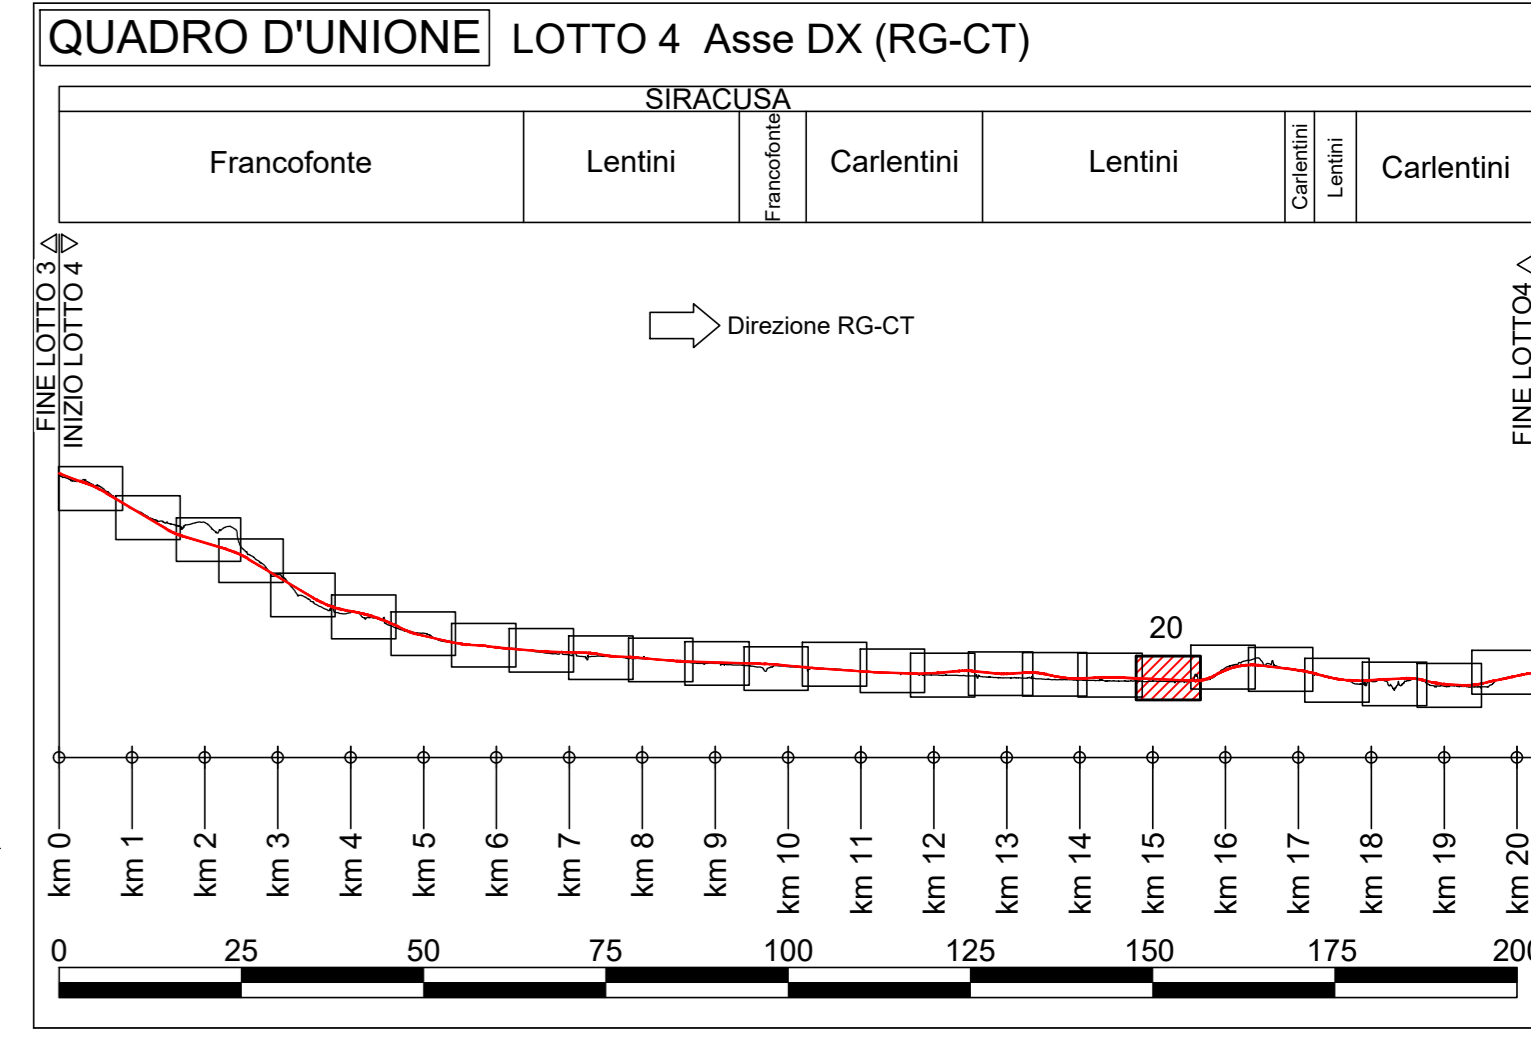 QUADRO D'UNIONE LOTTO 4 Asse DX (RG-CT)
SIRACUSA
Francofonte
Lentini
Francofonte
Carlentini
Lentini
Carlentini
Lentini
Carlentini
FINE LOTTO 3
INIZIO LOTTO 4
Direzione RG-CT
FINE LOTTO4
20
km 0
km 1
km 2
km 3
km 4
km 5
km 6
km 7
km 8
km 9
km 10
km 11
km 12
km 13
km 14
km 15
km 16
km 17
km 18
km 19
km 20
0 25 50 75 100 125 150 175 200